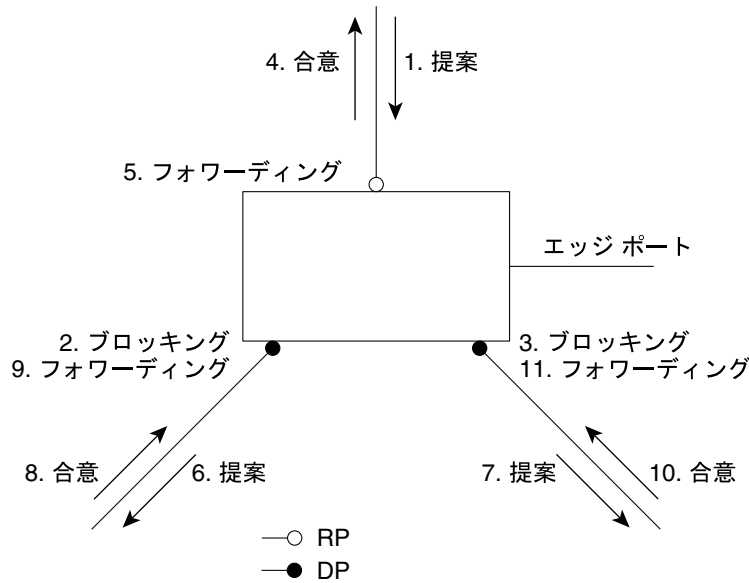 4. 合意
1. 提案
5. フォワーディング
エッジ ポート
2. ブロッキング
9. フォワーディング
3. ブロッキング
11. フォワーディング
8. 合意
6. 提案
7. 提案
10. 合意
RP
DP